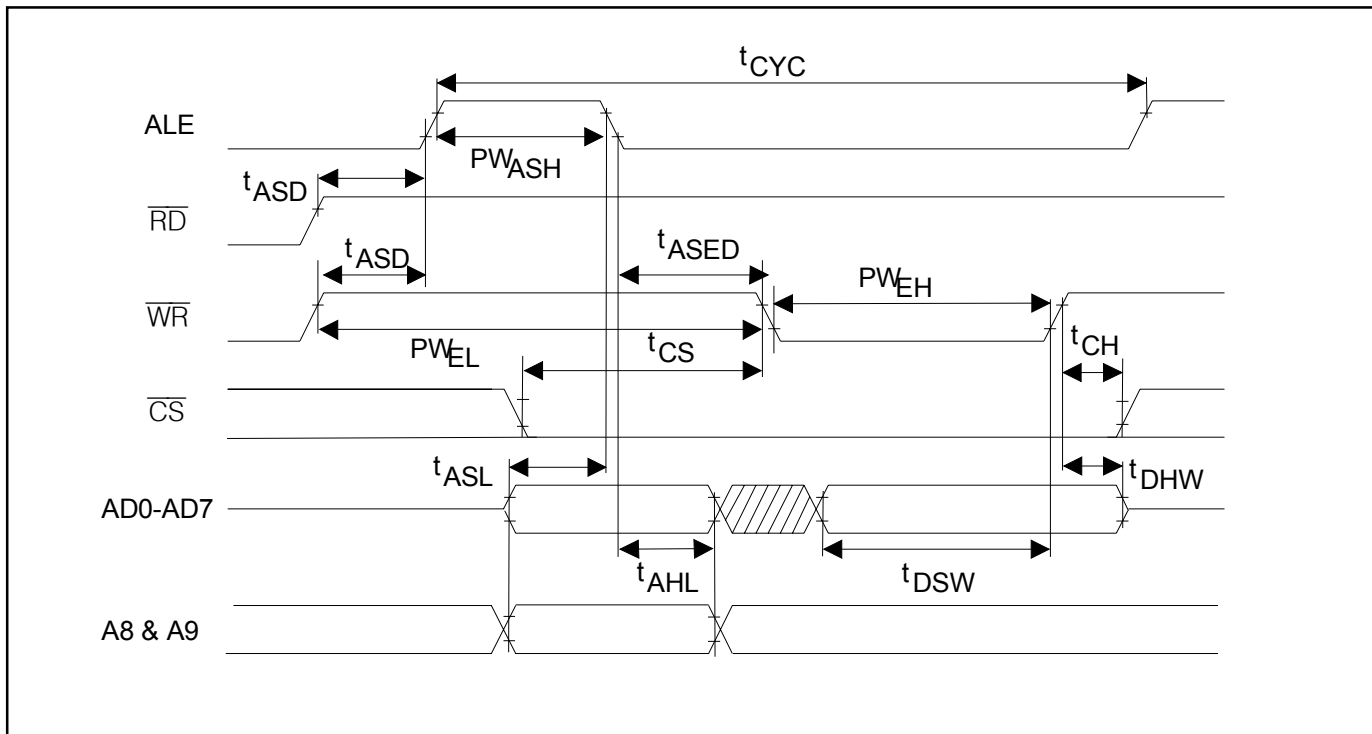 tCYC
ALE
PWASH
tASD
RD
tASD
tASED
PWEH
WR
PWEL
tCS
tCH
CS
tASL
tDHW
AD0-AD7
tAHL
tDSW
A8 & A9